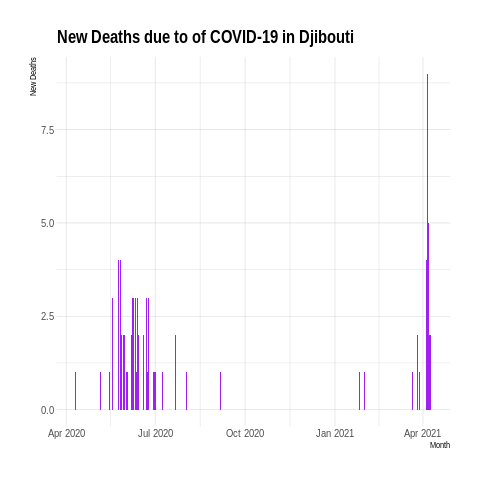 New Deaths due to of COVID-19 in Djibouti
New Deaths
7.5
5.0
2.5
0.0
Apr 2020 Jul 2020 Oct 2020 Jan 2021 Apr 2021
Month